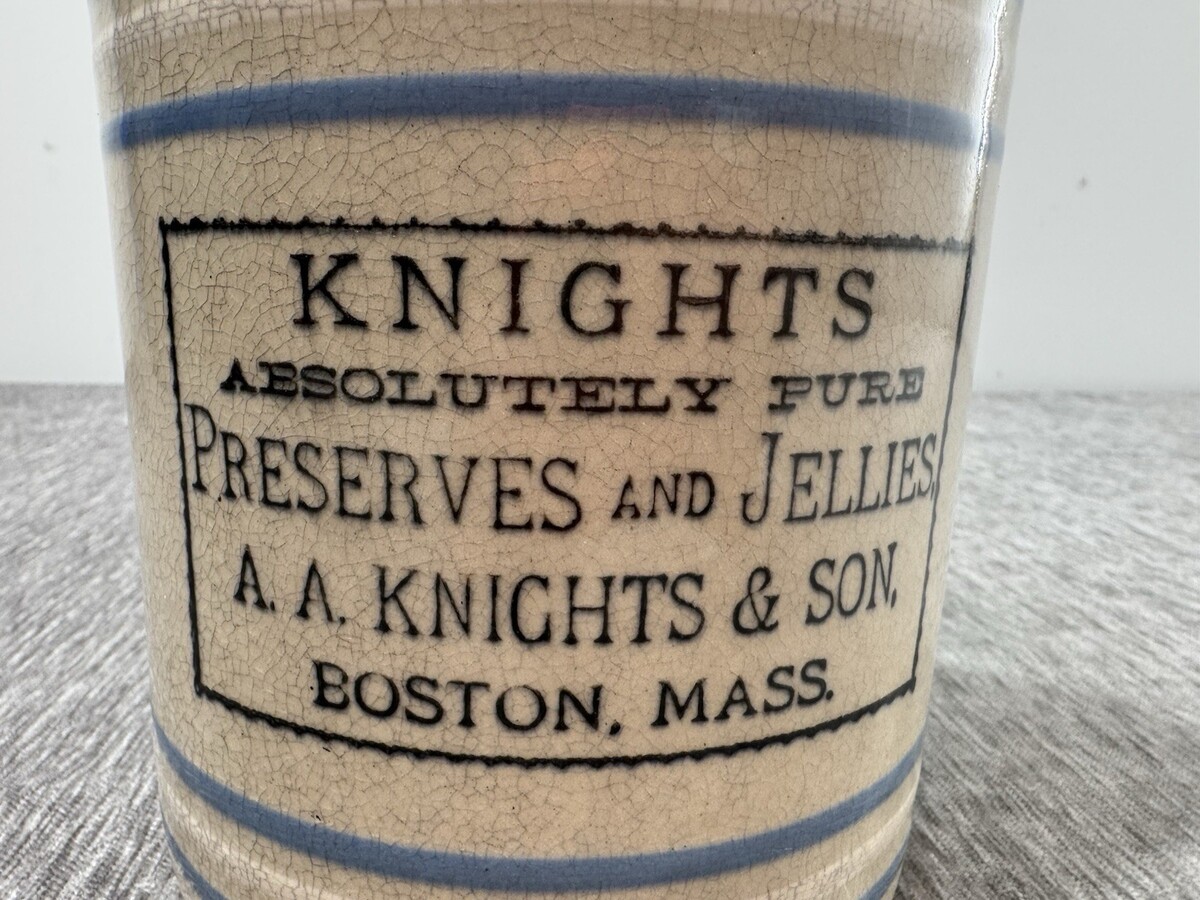 KNIGHTS
ABSOLUTELY PURE
PRESERVES AND JELLIES,
A. A. KNIGHTS & SON,
BOSTON, MASS.